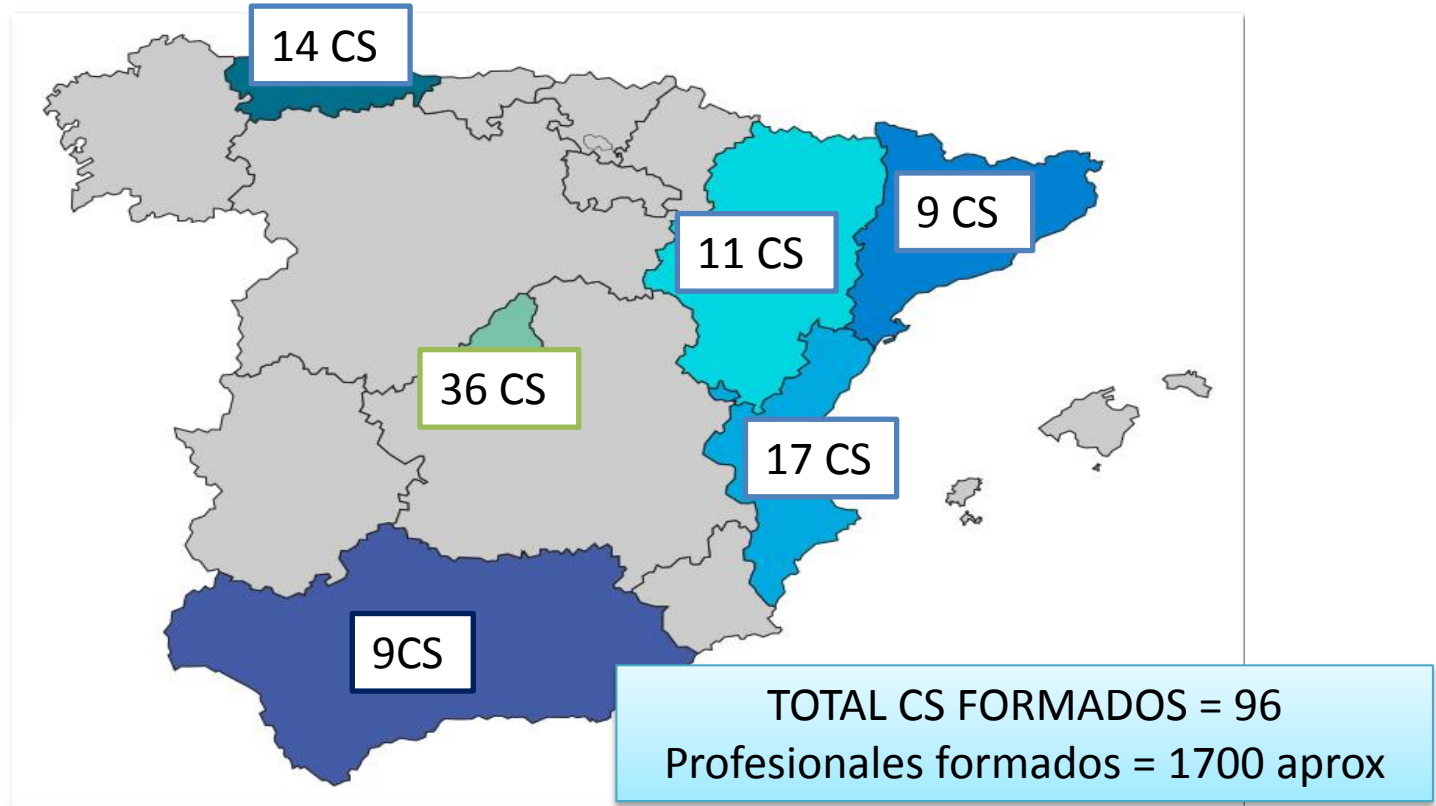 14 CS
9 CS
11 CS
36 CS
17 CS
9CS
TOTAL CS FORMADOS = 96
Profesionales formados = 1700 aprox